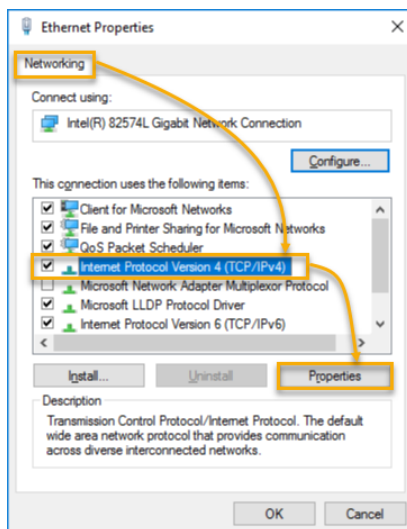 Ethernet Properties
Networking
Connect using:
Intel(R) 82574L Gigabit Network Connection
Configure...
This connection uses the following items:
Client for Microsoft Networks
File and Printer Sharing for Microsoft Networks
QoS Packet Scheduler
Internet Protocol Version 4 (TCP/IPv4)
Microsoft Network Adapter Multiplexor Protocol
Microsoft LLDP Protocol Driver
Internet Protocol Version 6 (TCP/IPv6)
Install...
Uninstall
Properties
Description
Transmission Control Protocol/Internet Protocol. The default
wide area network protocol that provides communication
across diverse interconnected networks.
OK
Cancel